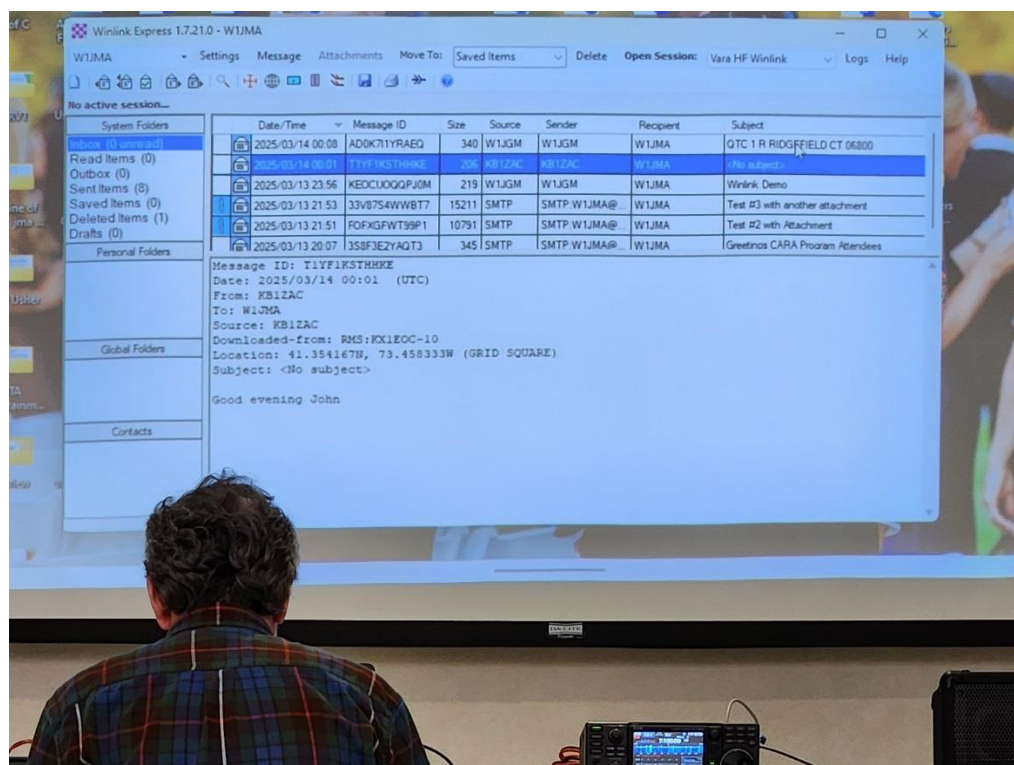 Winlink Express 1.7.21.0 - W1JMA
W1JMA Settings Message Attachments Move To: Saved Items Delete Open Session: Vara HF Winlink Logs Help
No active session...
System Folders
Inbox (0 unread)
Read Items (0)
Outbox (0)
Sent Items (8)
Saved Items (0)
Deleted Items (1)
Drafts (0)
Personal Folders
Global Folders
Contacts
Date/Time Message ID Size Source Sender Recipient Subject
2025/03/14 00:08 AD0K7I1YRAEQ 340 W1JGM W1JGM W1JMA QTC 1 R RIDGEFIELD CT 06800
2025/03/14 00:01 T1YF1KSTHHKE 206 KB1ZAC KB1ZAC W1JMA <No subject>
2025/03/13 23:56 KEOCUOQQPJ0M 219 W1JGM W1JGM W1JMA Winlink Demo
2025/03/13 21:53 33V87S4WWBT7 15211 SMTP SMTP:W1JMA@... W1JMA Test #3 with another attachment
2025/03/13 21:51 FOFXGFWT99P1 10791 SMTP SMTP:W1JMA@... W1JMA Test #2 with Attachment
2025/03/13 20:07 3S8F3E2YAQT3 345 SMTP SMTP:W1JMA@... W1JMA Greetings CARA Program Attendees
Message ID: T1YF1KSTHHKE
Date: 2025/03/14 00:01 (UTC)
From: KB1ZAC
To: W1JMA
Source: KB1ZAC
Downloaded-from: RMS:KX1EOC-10
Location: 41.354167N, 73.458333W (GRID SQUARE)
Subject: <No subject>
Good evening John
Usher
DA-LITE